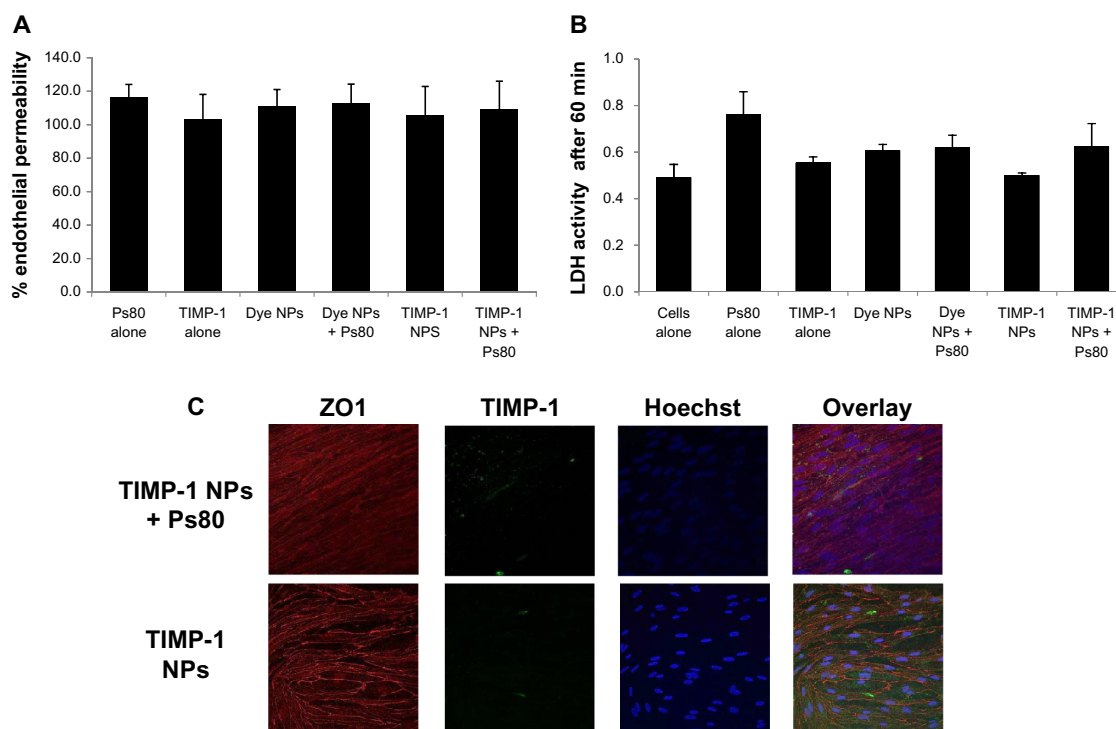 A
% endothelial permeability
140.0
120.0
100.0
80.0
60.0
40.0
20.0
0.0
Ps80
alone
TIMP-1
alone
Dye NPs
Dye NPs
+ Ps80
TIMP-1
NPS
TIMP-1
NPs +
Ps80
B
LDH activity after 60 min
1.0
0.8
0.6
0.4
0.2
0.0
Cells
alone
Ps80
alone
TIMP-1
alone
Dye NPs
Dye
NPs +
Ps80
TIMP-1
NPs
TIMP-1
NPs +
Ps80
C
ZO1
TIMP-1
Hoechst
Overlay
TIMP-1 NPs
+ Ps80
TIMP-1
NPs